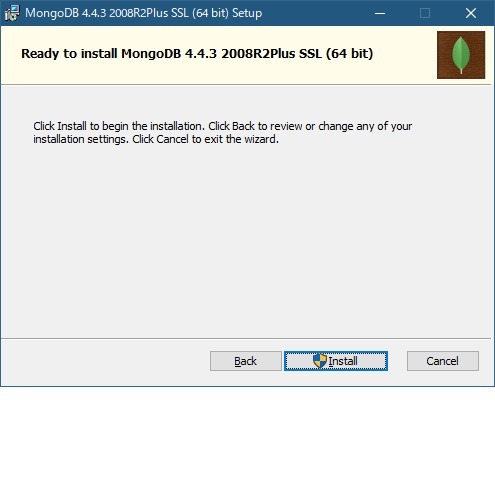 MongoDB 4.4.3 2008R2Plus SSL (64 bit) Setup
Ready to install MongoDB 4.4.3 2008R2Plus SSL (64 bit)
Click Install to begin the installation. Click Back to review or change any of your
installation settings. Click Cancel to exit the wizard.
Back
Install
Cancel